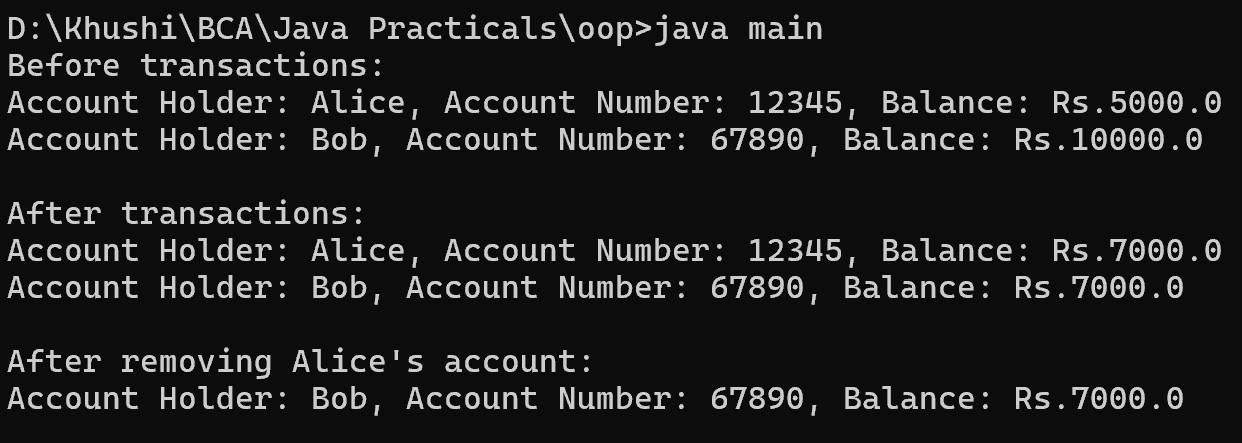 D:\Khushi\BCA\Java Practicals\oop>java main
Before transactions:
Account Holder: Alice, Account Number: 12345, Balance: Rs.5000.0
Account Holder: Bob, Account Number: 67890, Balance: Rs.10000.0

After transactions:
Account Holder: Alice, Account Number: 12345, Balance: Rs.7000.0
Account Holder: Bob, Account Number: 67890, Balance: Rs.7000.0

After removing Alice's account:
Account Holder: Bob, Account Number: 67890, Balance: Rs.7000.0